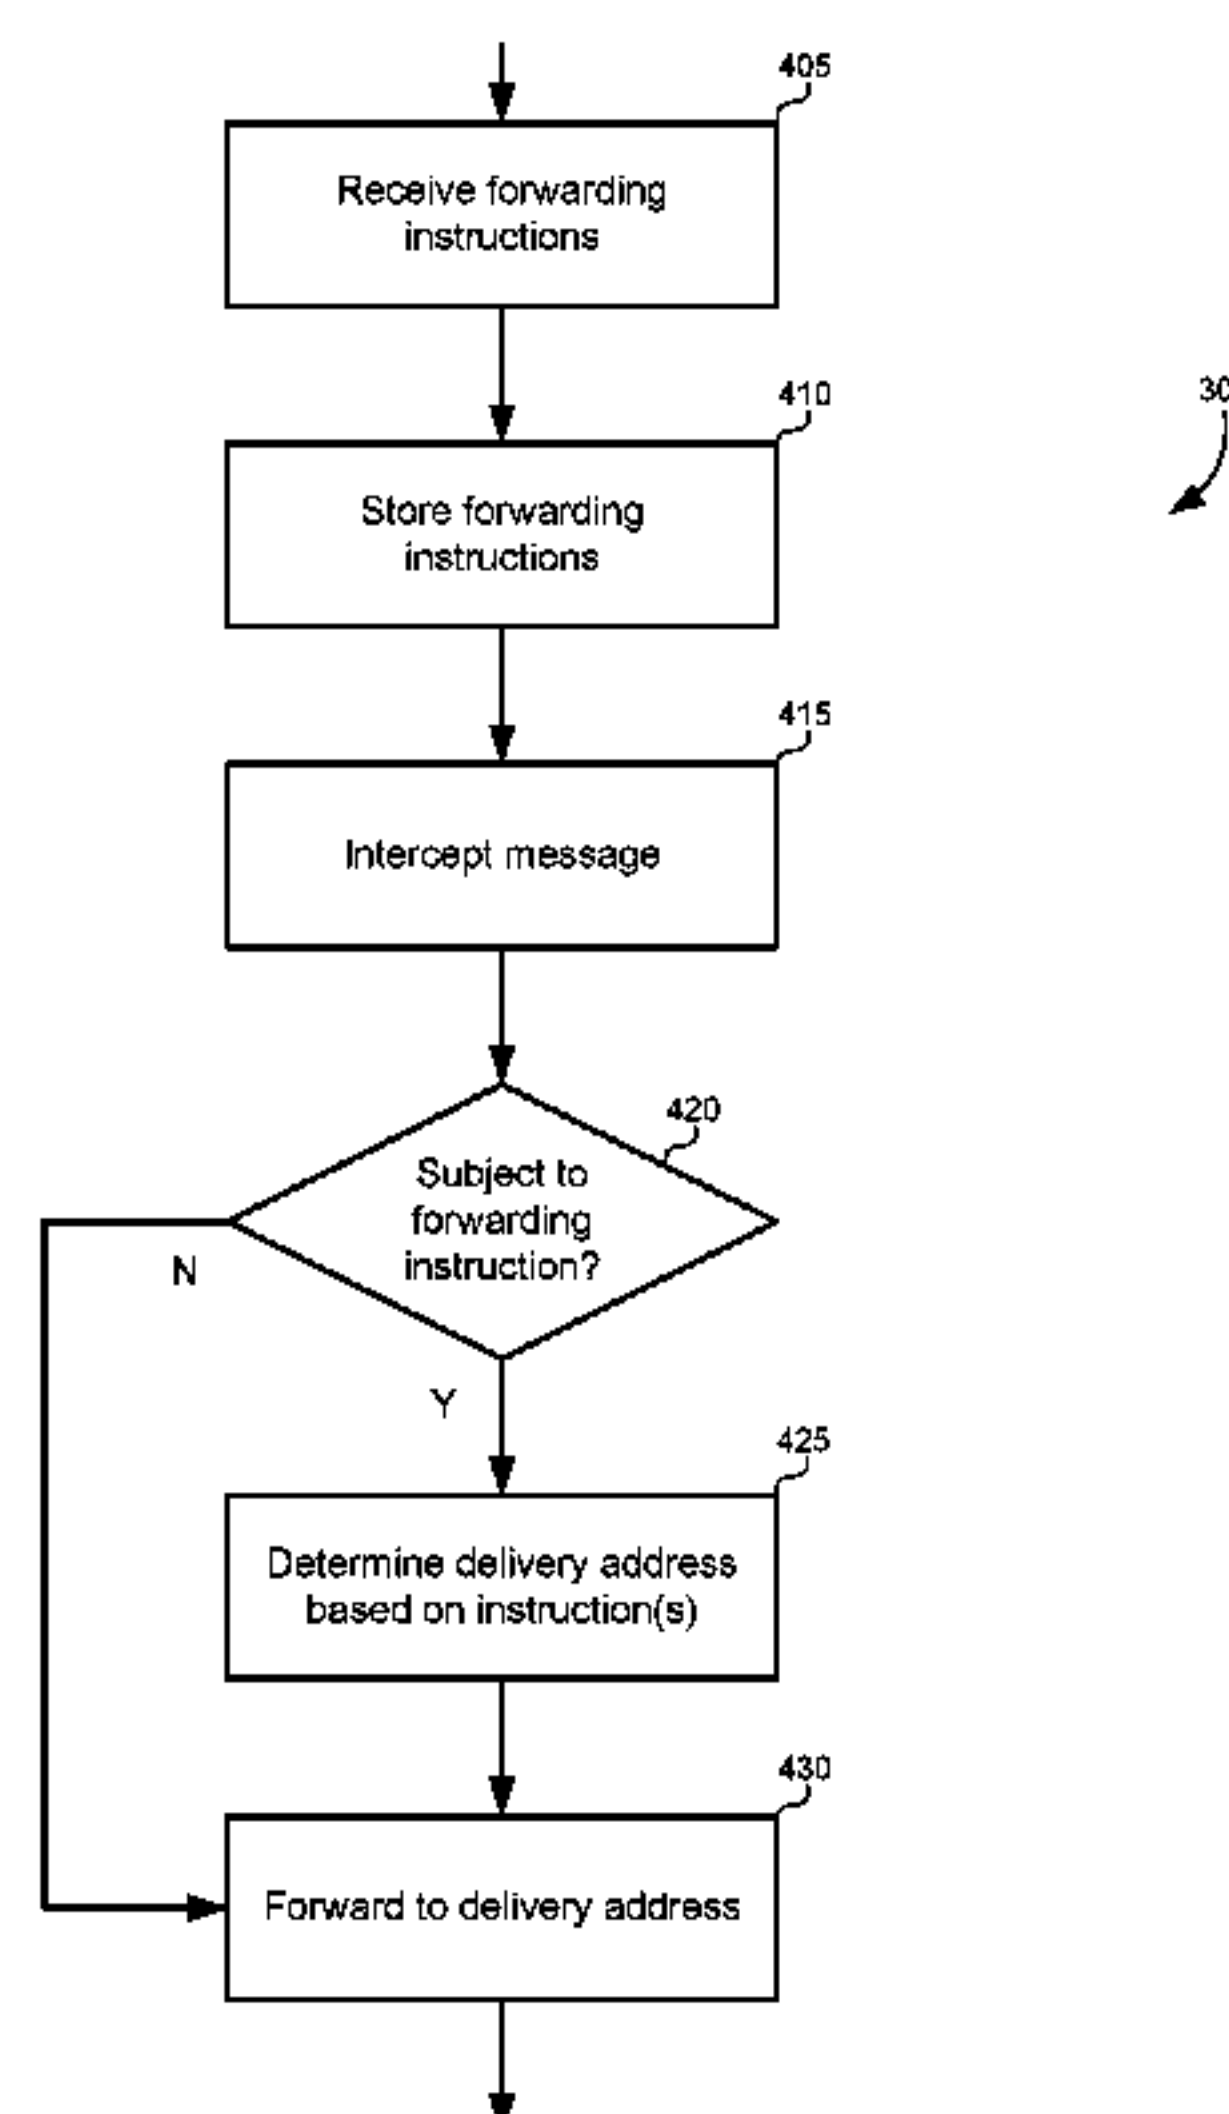 405
Receive forwarding
instructions
410
30
Store forwarding
instructions
415
Intercept message
420
Subject to
forwarding
instruction?
N
Y
425
Determine delivery address
based on instruction(s)
430
Forward to delivery address